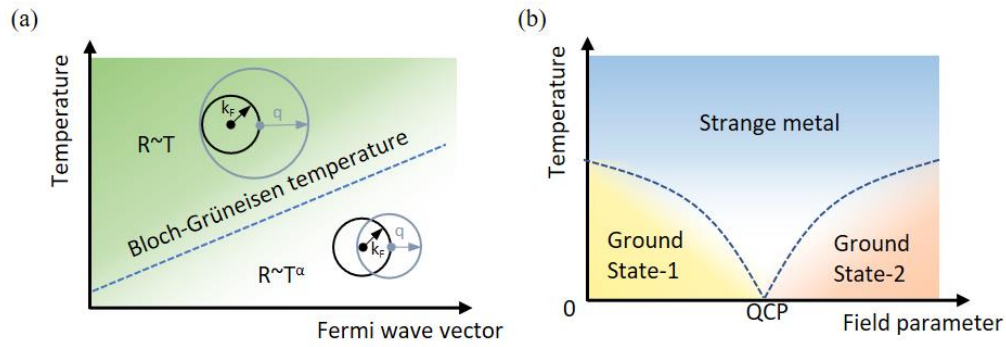 (a)
Temperature
R~T
k_F
q
Bloch-Grüneisen temperature
q
k_F
R~T^α
Fermi wave vector
(b)
Temperature
Strange metal
Ground
State-1
Ground
State-2
0
QCP
Field parameter